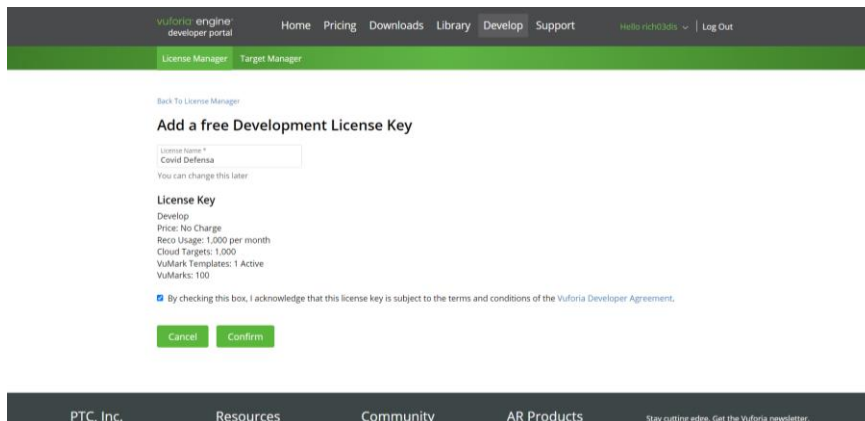 vuforia engine
developer portal
Home Pricing Downloads Library Develop Support
Hello rich03dis | Log Out
License Manager Target Manager
Back To License Manager
Add a free Development License Key
License Name *
Covid Defensa
You can change this later
License Key
Develop
Price: No Charge
Reco Usage: 1,000 per month
Cloud Targets: 1,000
VuMark Templates: 1 Active
VuMarks: 100
By checking this box, I acknowledge that this license key is subject to the terms and conditions of the Vuforia Developer Agreement.
Cancel Confirm
PTC, Inc. Resources Community AR Products Stay cutting edge. Get the Vuforia newsletter.